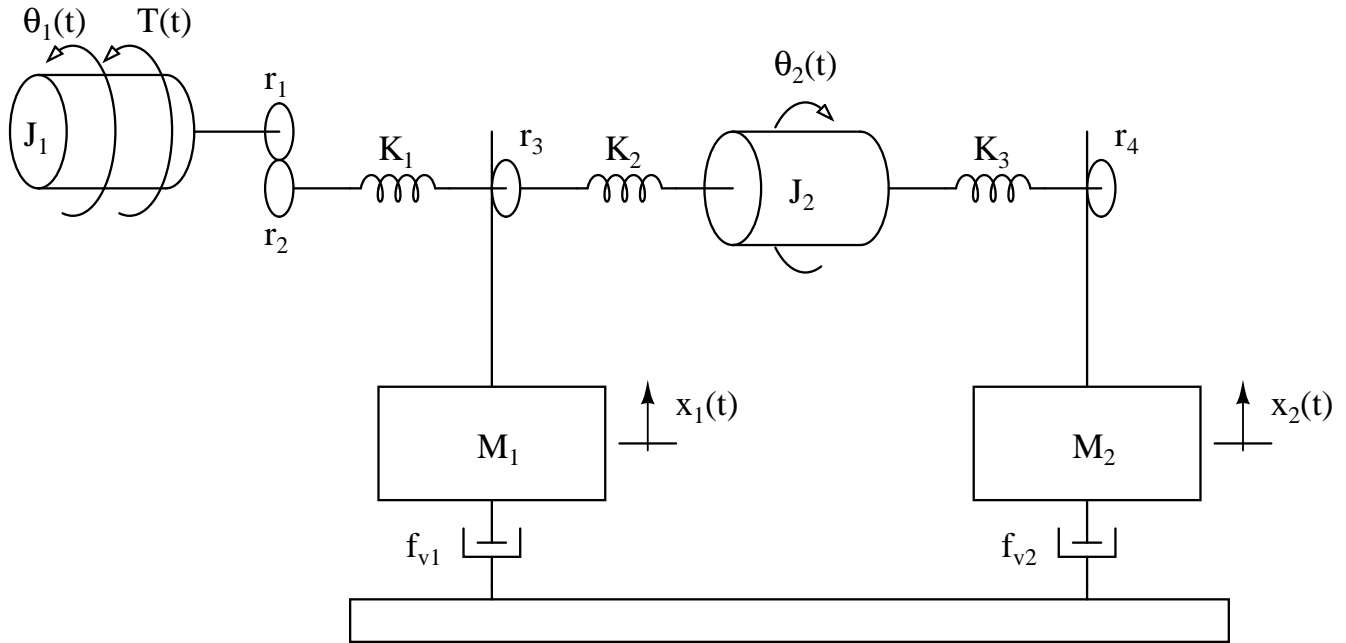 θ₁(t)
T(t)
J₁
r₁
r₂
K₁
r₃
K₂
θ₂(t)
J₂
K₃
r₄
M₁
x₁(t)
M₂
x₂(t)
fᵥ₁
fᵥ₂